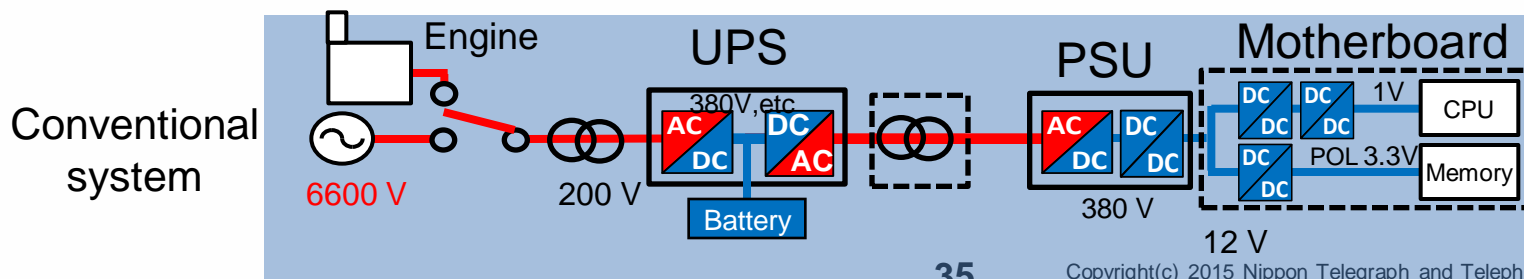 Conventional
system
Engine
6600 V
200 V
UPS
380V,etc
AC
DC
DC
AC
Battery
PSU
AC
DC
DC
DC
380 V
Motherboard
DC
DC
DC
DC
1V
CPU
DC
DC
POL 3.3V
Memory
12 V
35
Copyright(c) 2015 Nippon Telegraph and Teleph